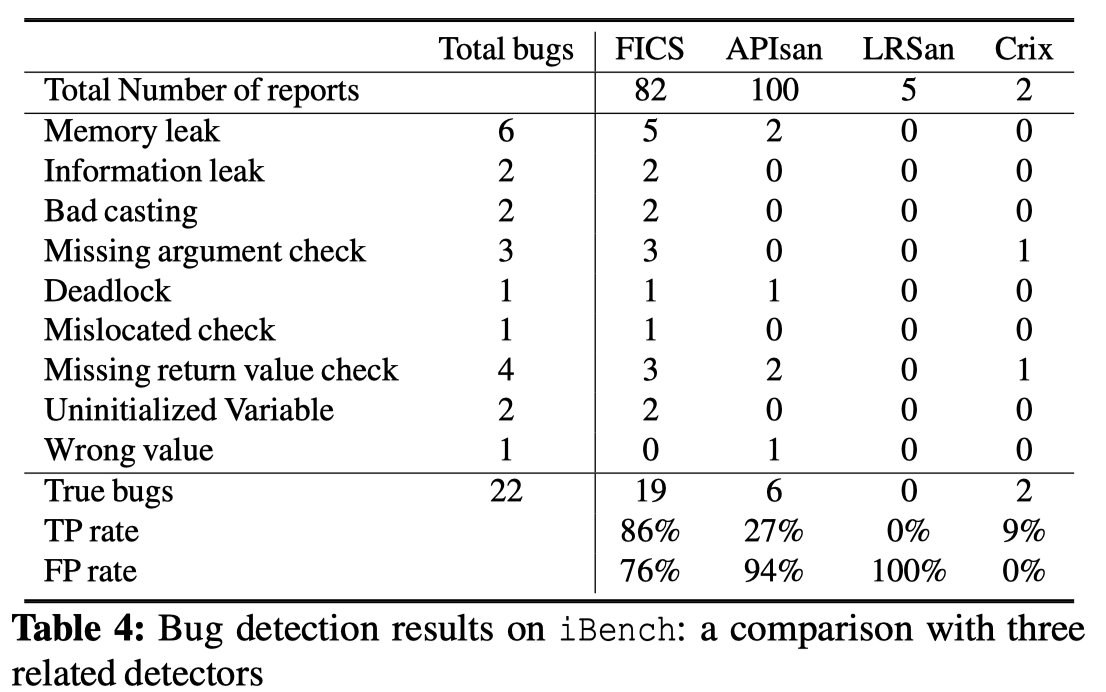 Total bugs FICS APIsan LRSan Crix
Total Number of reports 82 100 5 2
Memory leak 6 5 2 0 0
Information leak 2 2 0 0 0
Bad casting 2 2 0 0 0
Missing argument check 3 3 0 0 1
Deadlock 1 1 1 0 0
Mislocated check 1 1 0 0 0
Missing return value check 4 3 2 0 1
Uninitialized Variable 2 2 0 0 0
Wrong value 1 0 1 0 0
True bugs 22 19 6 0 2
TP rate 86% 27% 0% 9%
FP rate 76% 94% 100% 0%
Table 4: Bug detection results on iBench: a comparison with three
related detectors